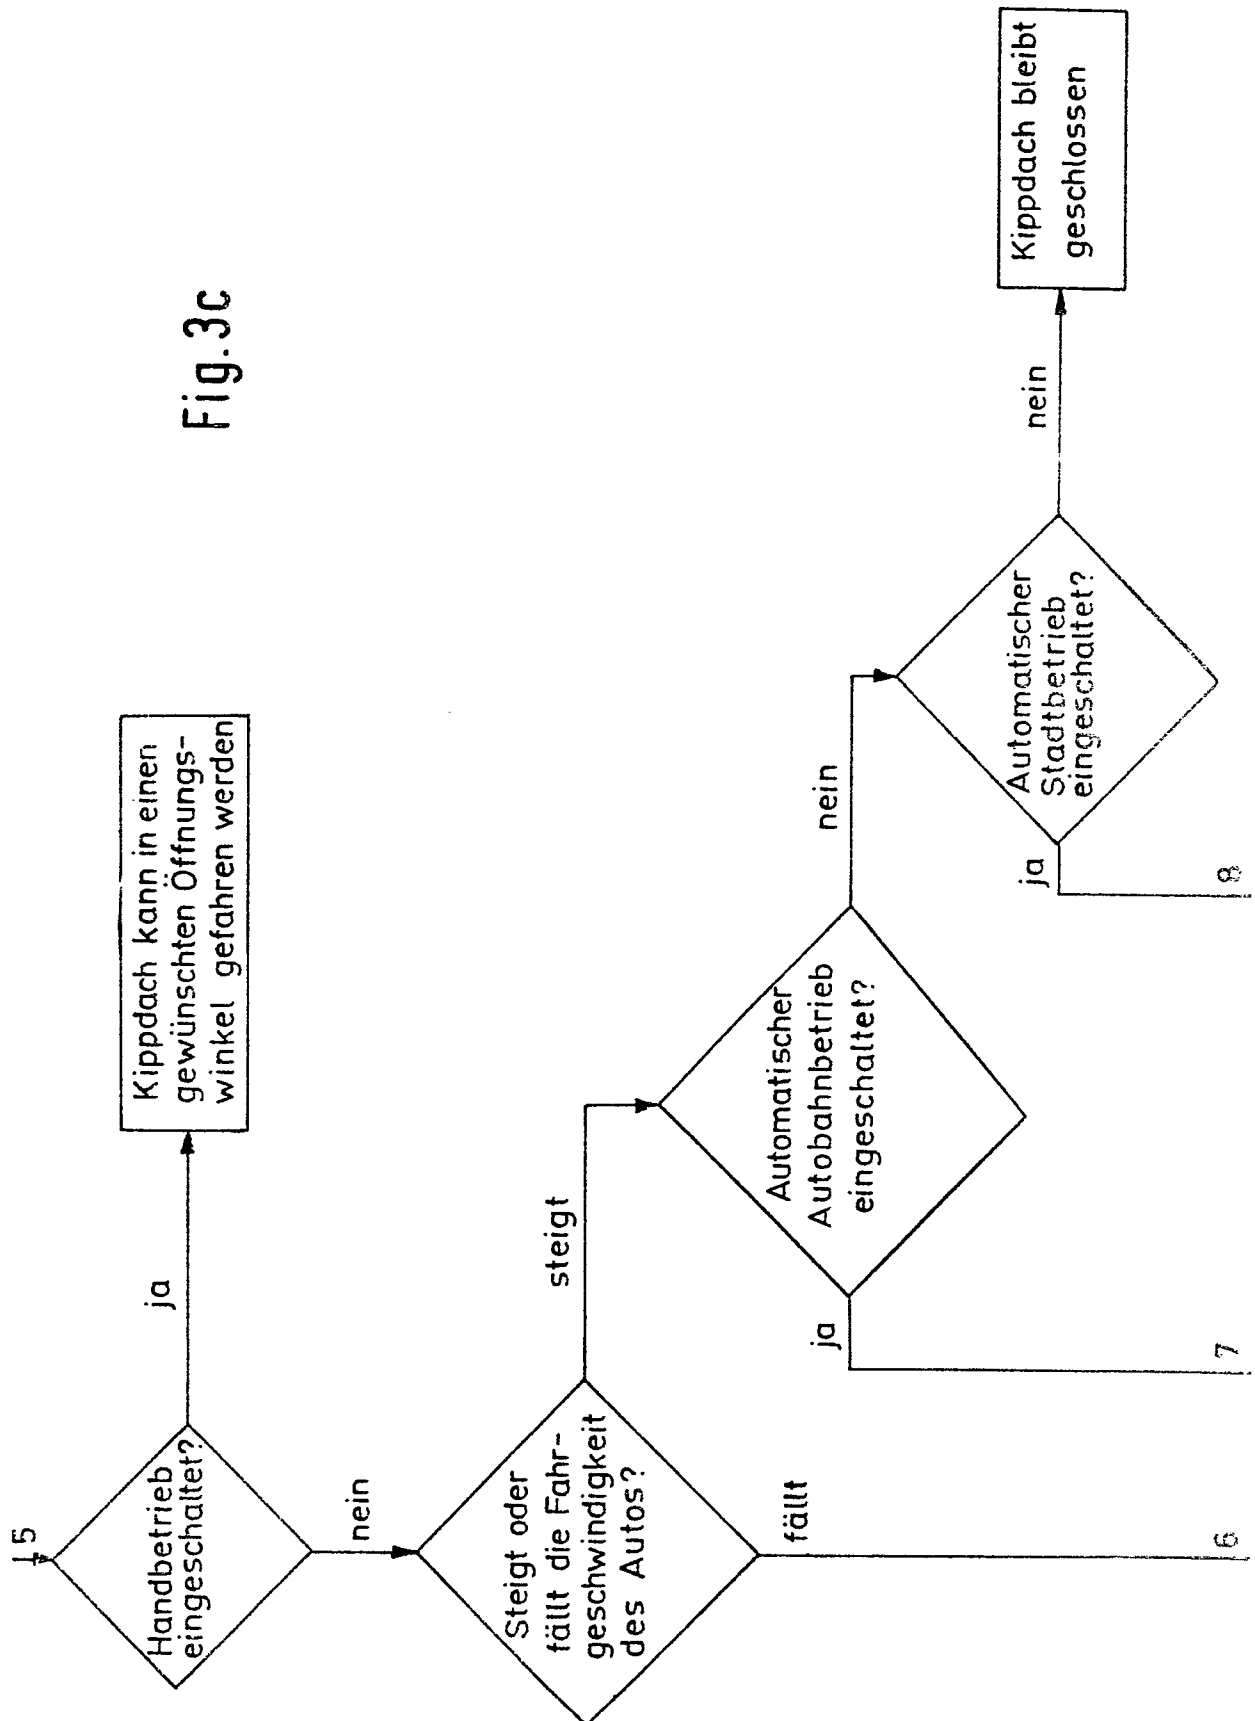 Fig.3c
5
Handbetrieb
eingeschaltet?
ja
Kippdach kann in einen
gewünschten Öffnungs-
winkel gefahren werden
nein
Steigt oder
fällt die Fahr-
geschwindigkeit
des Autos?
steigt
fällt
6
Automatischer
Autobahnbetrieb
eingeschaltet?
ja
7
nein
Automatischer
Stadtbetrieb
eingeschaltet?
ja
8
nein
Kippdach bleibt
geschlossen